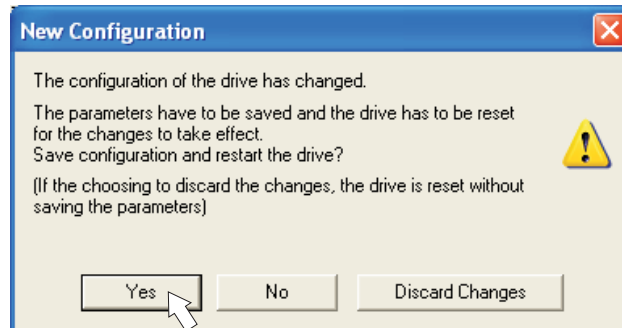 New Configuration
The configuration of the drive has changed.
The parameters have to be saved and the drive has to be reset
for the changes to take effect.
Save configuration and restart the drive?
(If the choosing to discard the changes, the drive is reset without
saving the parameters)
Yes No Discard Changes